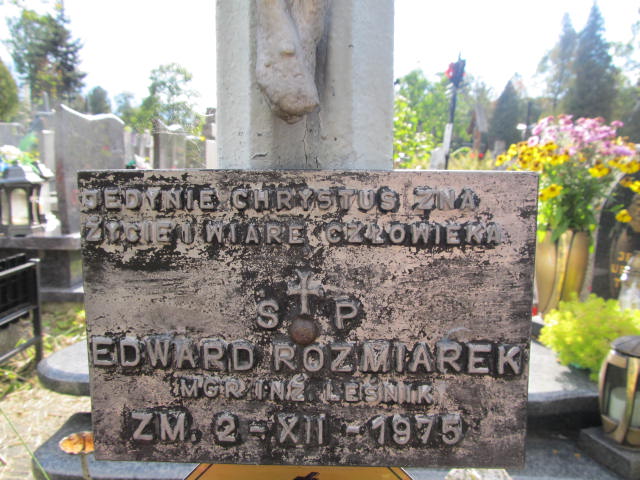 JEDYNIE CHRYSTUS ZNA
ŻYCIE I WIARĘ CZŁOWIEKA
S P
EDWARD ROZMIAREK
MGR INŻ LEŚNIK
ZM. 2 - XII - 1975